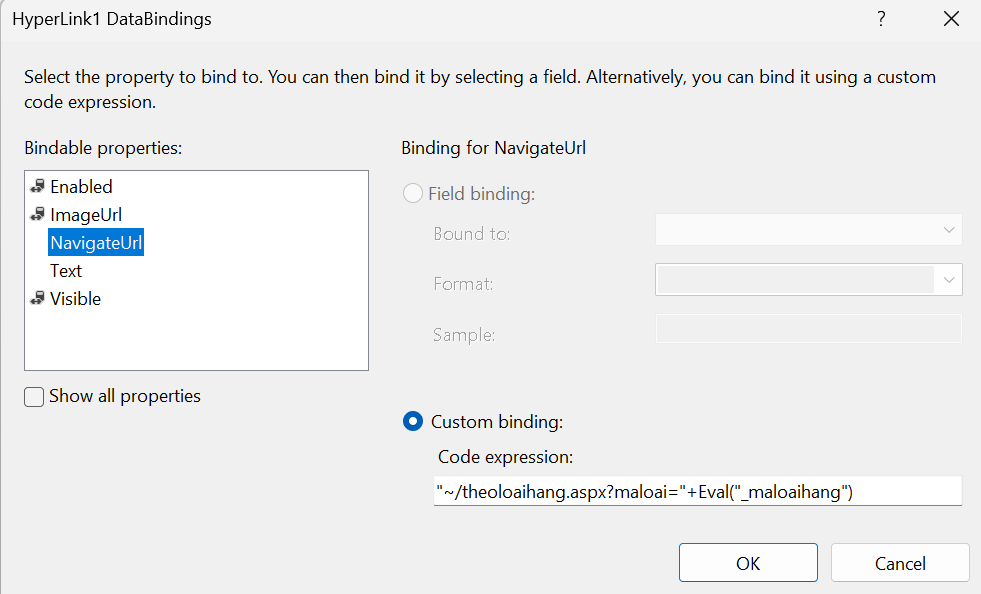 HyperLink1 DataBindings
?
Select the property to bind to. You can then bind it by selecting a field. Alternatively, you can bind it using a custom
code expression.
Bindable properties:
Enabled
ImageUrl
NavigateUrl
Text
Visible
Show all properties
Binding for NavigateUrl
Field binding:
Bound to:
Format:
Sample:
Custom binding:
Code expression:
"~/theoloaihang.aspx?maloai="+Eval("_maloaihang")
OK
Cancel